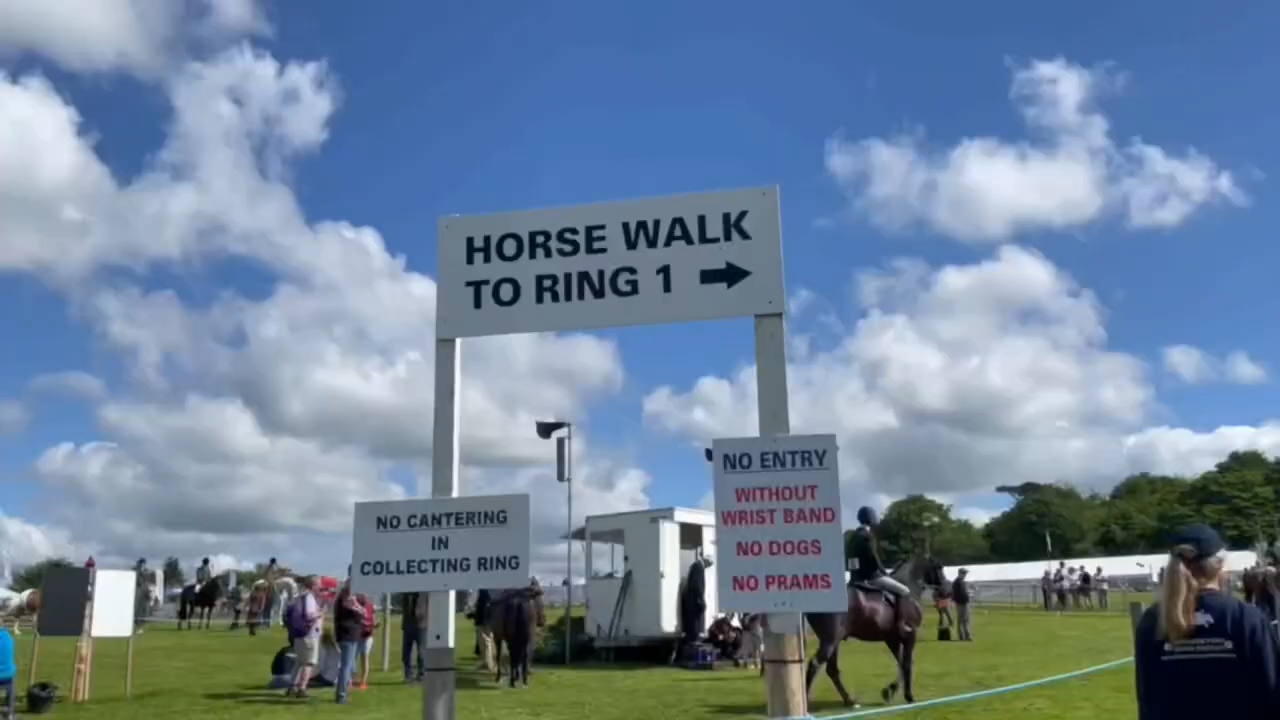 HORSE WALK
TO RING 1 →
NO CANTERING
IN
COLLECTING RING
NO ENTRY
WITHOUT
WRIST BAND
NO DOGS
NO PRAMS